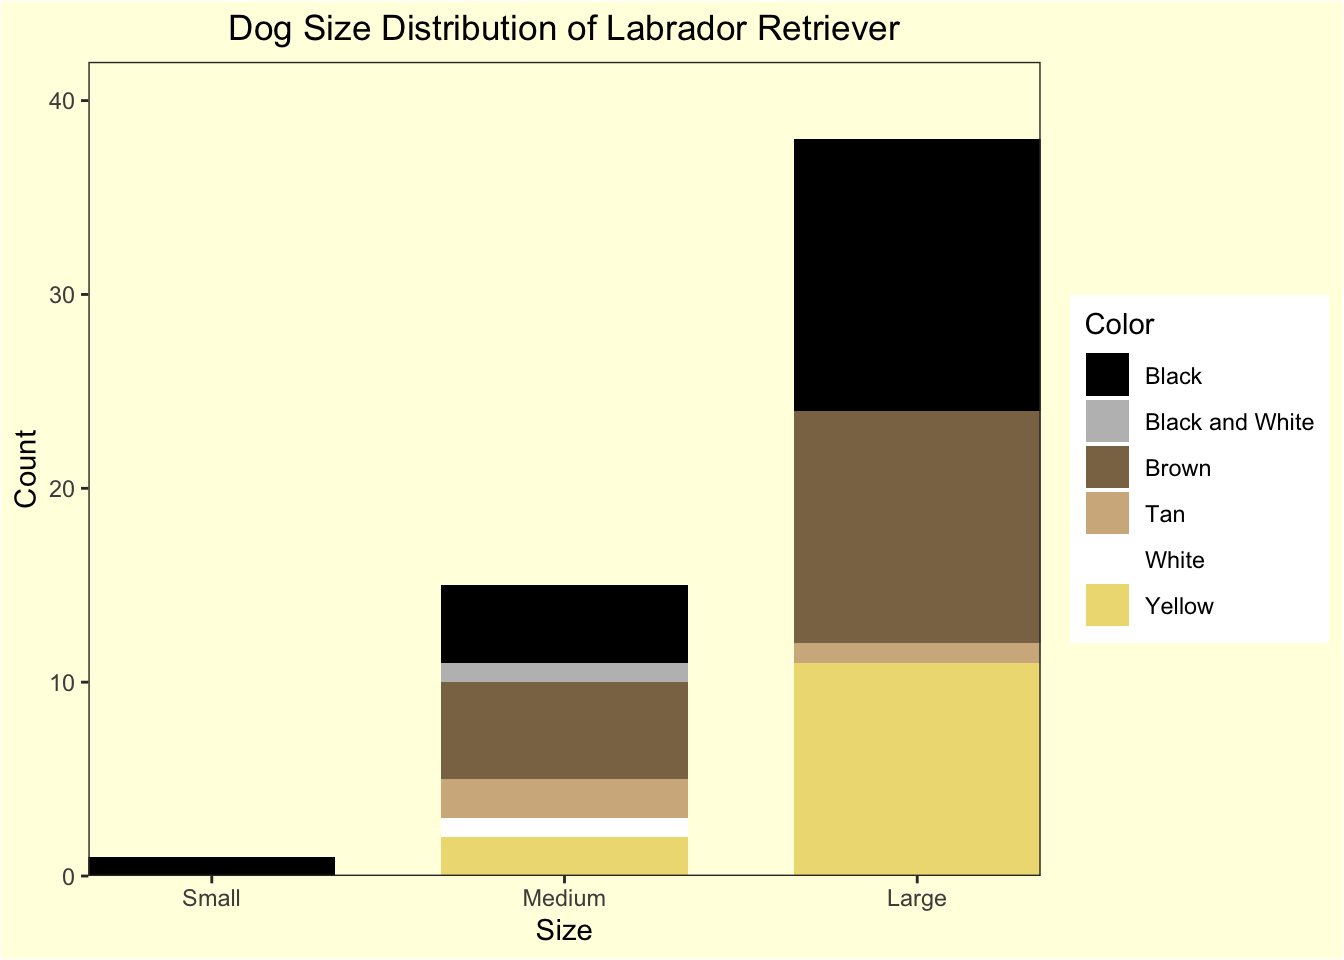 Dog Size Distribution of Labrador Retriever
Count
40
30
20
10
0
Small Medium Large
Size
Color
Black
Black and White
Brown
Tan
White
Yellow